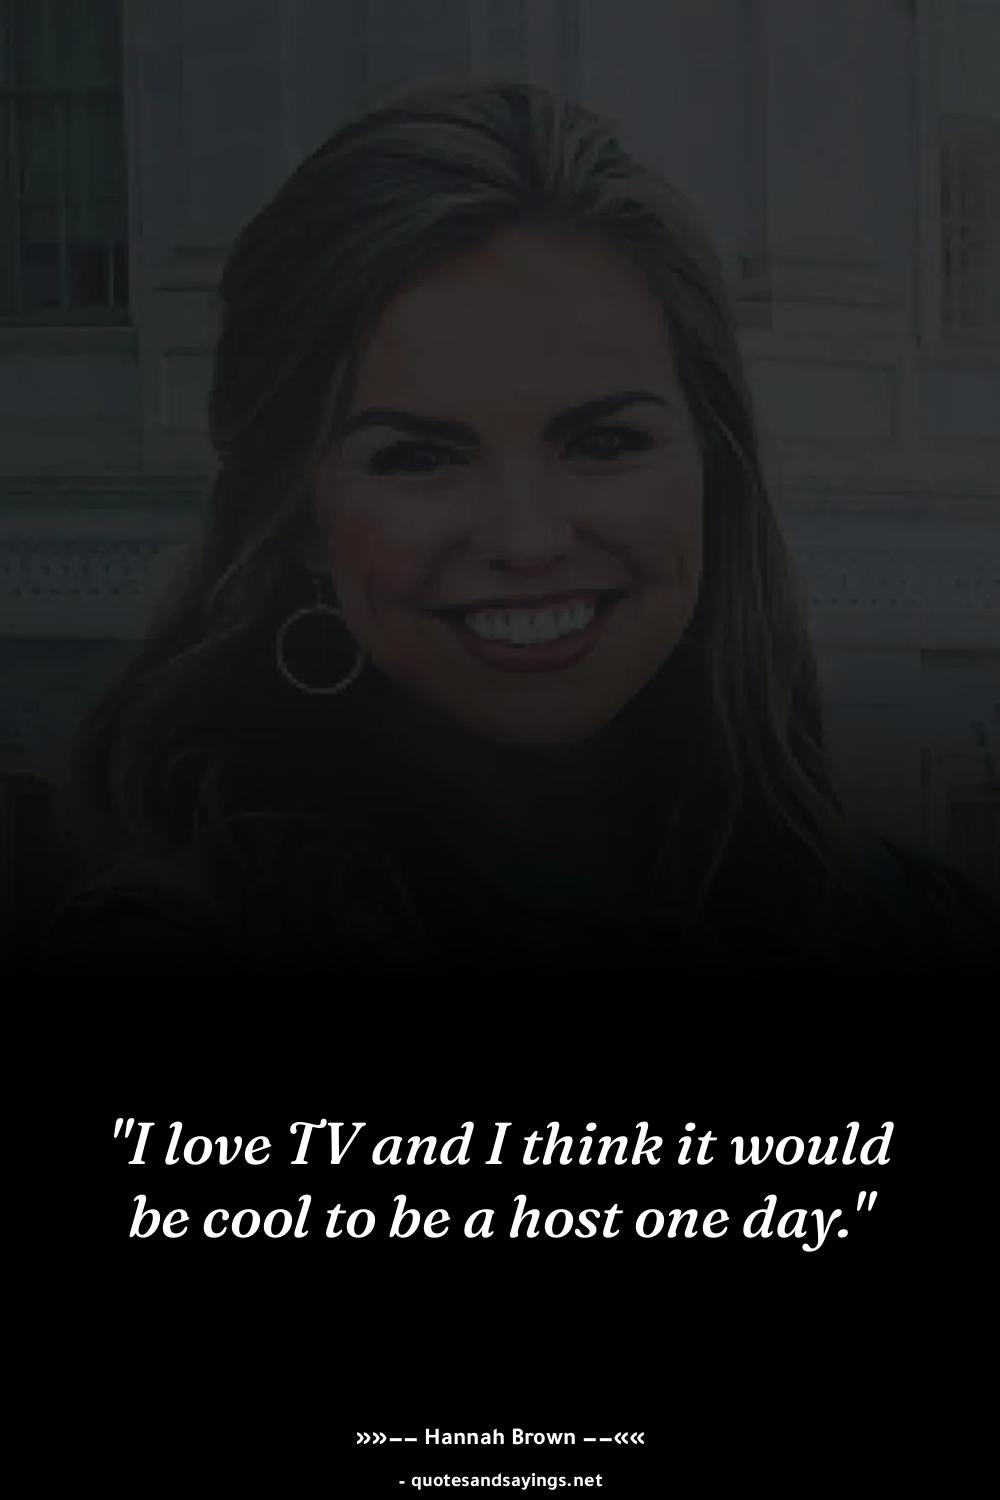 "I love TV and I think it would
be cool to be a host one day."
»»−− Hannah Brown −−««
- quotesandsayings.net